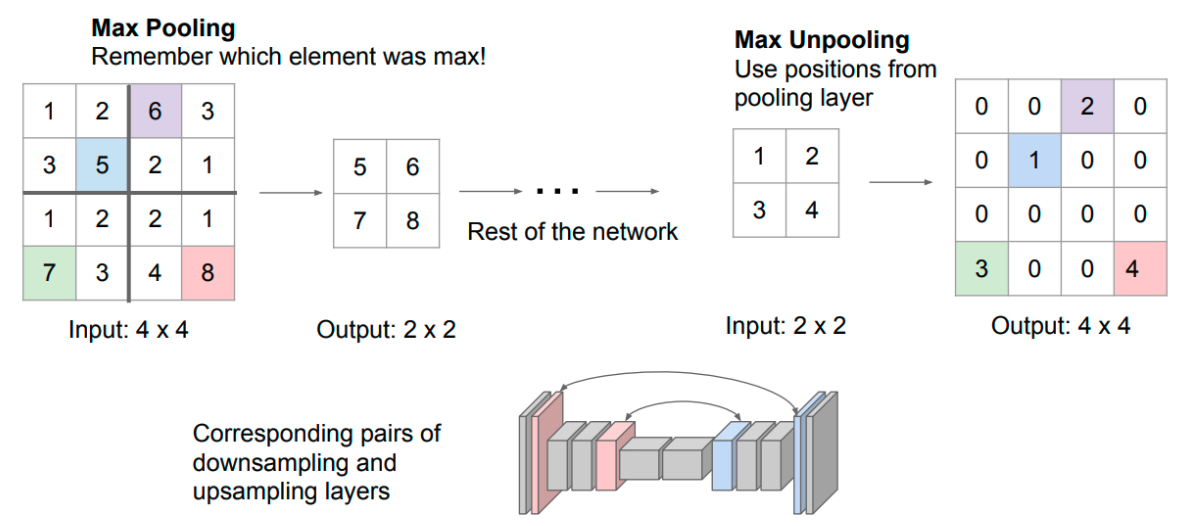 Max Pooling
Remember which element was max!
1 2 6 3
3 5 2 1
1 2 2 1
7 3 4 8
Input: 4 x 4
5 6
7 8
Output: 2 x 2
...
Rest of the network
Max Unpooling
Use positions from
pooling layer
1 2
3 4
Input: 2 x 2
0 0 2 0
0 1 0 0
0 0 0 0
3 0 0 4
Output: 4 x 4
Corresponding pairs of
downsampling and
upsampling layers